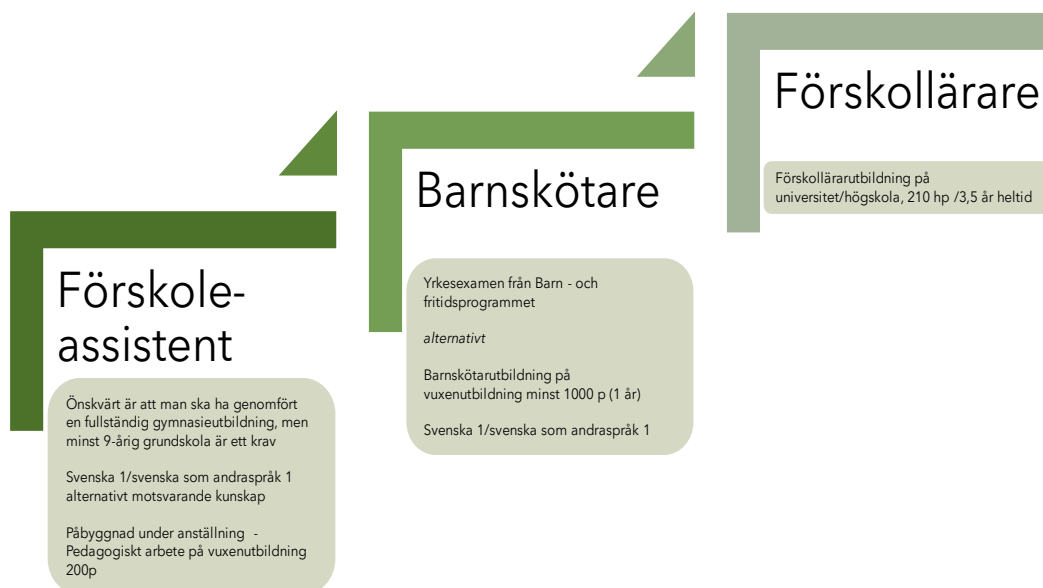 Förskole-
assistent
Önskvärt är att man ska ha genomfört
en fullständig gymnasieutbildning, men
minst 9-årig grundskola är ett krav
Svenska 1/svenska som andraspråk 1
alternativt motsvarande kunskap
Påbyggnad under anställning -
Pedagogiskt arbete på vuxenutbildning
200p
Barnskötare
Yrkesexamen från Barn - och
fritidsprogrammet
alternativt
Barnskötarutbildning på
vuxenutbildning minst 1000 p (1 år)
Svenska 1/svenska som andraspråk 1
Förskollärare
Förskollärarutbildning på
universitet/högskola, 210 hp /3,5 år heltid